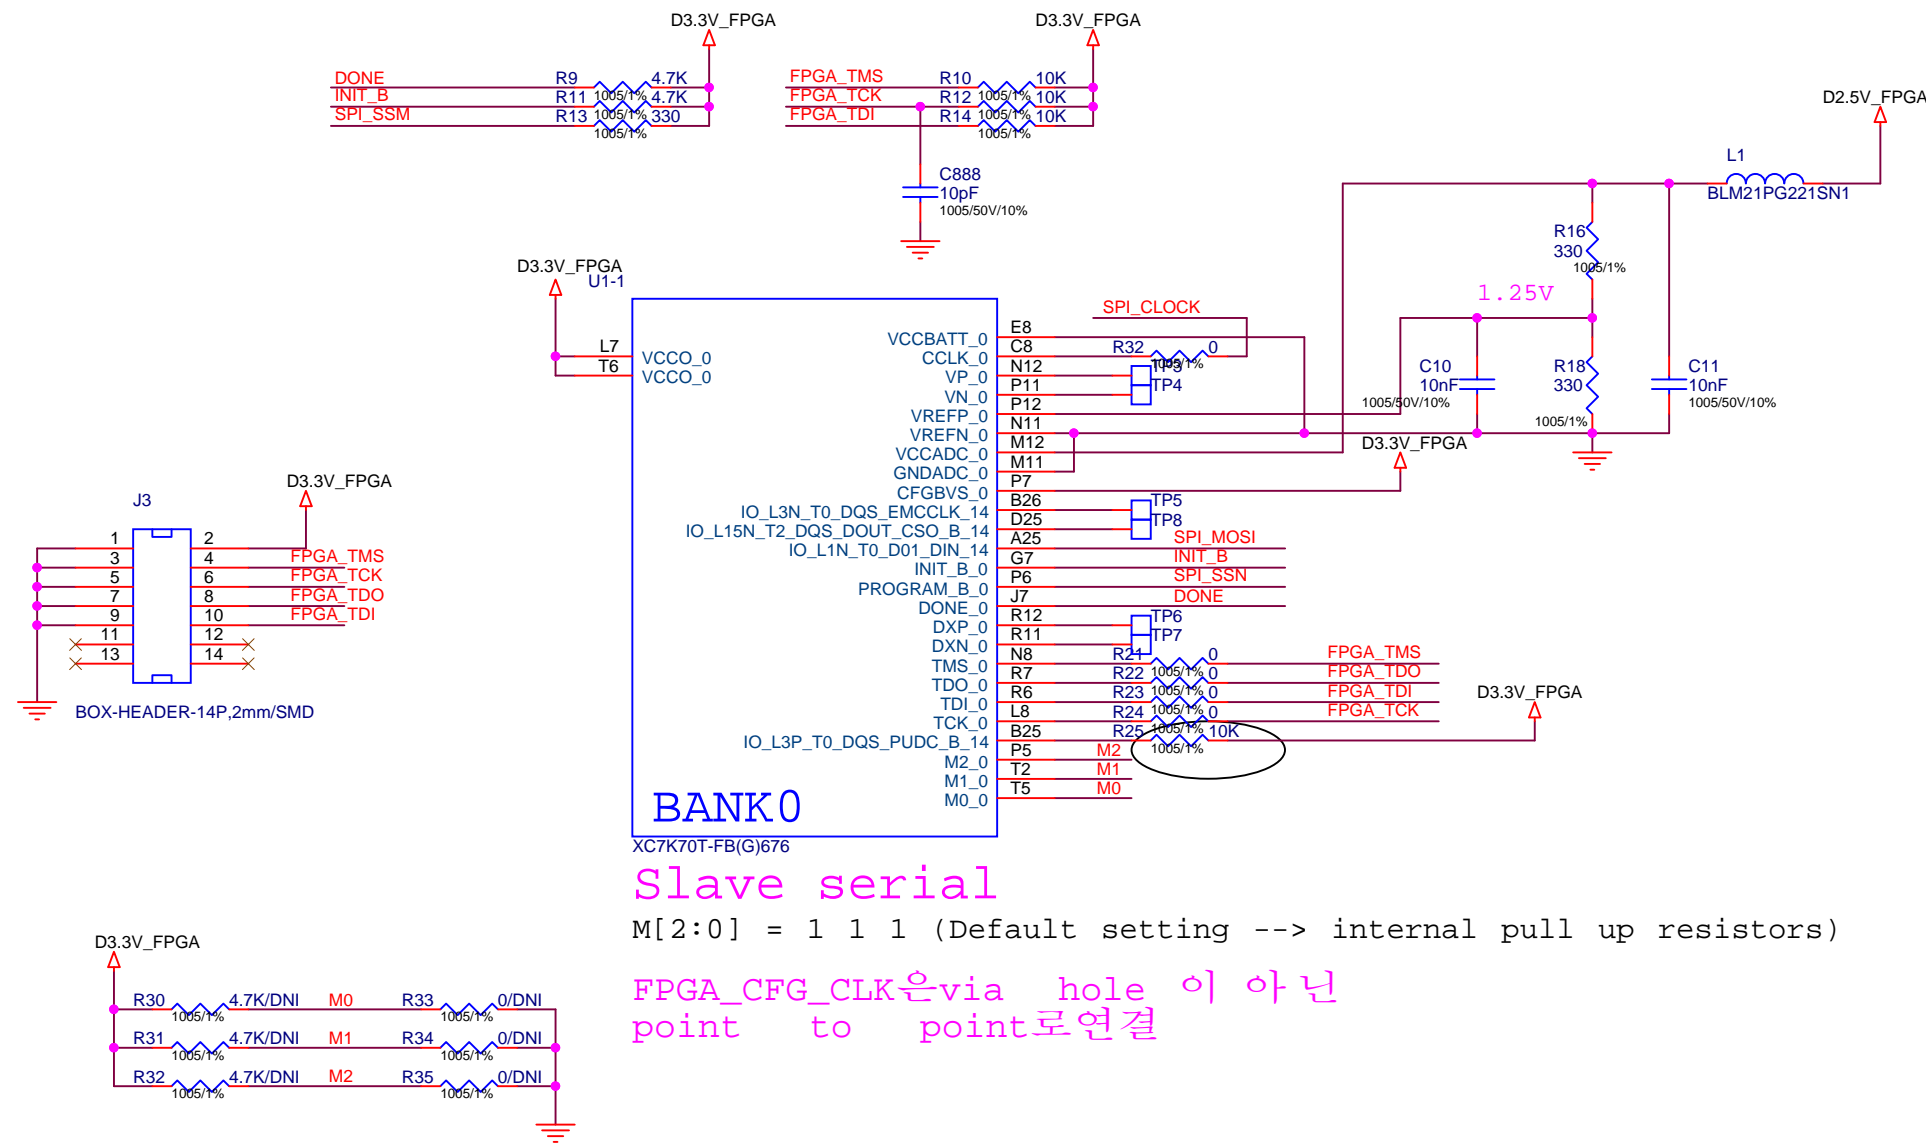 D3.3V_FPGA
DONE R9 4.7K
1005/1%
INIT_B R11 4.7K
1005/1%
SPI_SSM R13 330
1005/1%
D3.3V_FPGA
FPGA_TMS R10 10K
1005/1%
FPGA_TCK R12 10K
1005/1%
FPGA_TDI R14 10K
1005/1%
C888
10pF
1005/50V/10%
D2.5V_FPGA
L1
BLM21PG221SN1
R16
330
1005/1%
1.25V
C10
10nF
1005/50V/10%
R18
330
1005/1%
C11
10nF
1005/50V/10%
D3.3V_FPGA
U1-1
L7 VCCO_0
T6 VCCO_0
VCCBATT_0 E8
CCLK_0 C8 R32 0
1005/1%
SPI_CLOCK
VP_0 N12
VN_0 P11 TP4
VREFP_0 P12
VREFN_0 N11
VCCADC_0 M12
GNDADC_0 M11
CFGBVS_0 P7
D3.3V_FPGA
IO_L3N_T0_DQS_EMCCLK_14 B26 TP5
IO_L15N_T2_DQS_DOUT_CSO_B_14 D25 TP8
IO_L1N_T0_D01_DIN_14 A25 SPI_MOSI
INIT_B_0 G7 INIT_B
PROGRAM_B_0 P6 SPI_SSN
DONE_0 J7 DONE
DXP_0 R12 TP6
DXN_0 R11 TP7
TMS_0 N8 R21 0 FPGA_TMS
1005/1%
TDO_0 R7 R22 0 FPGA_TDO
1005/1%
TDI_0 R6 R23 0 FPGA_TDI
1005/1%
TCK_0 L8 R24 0 FPGA_TCK
1005/1%
IO_L3P_T0_DQS_PUDC_B_14 B25 R25 10K
1005/1%
D3.3V_FPGA
M2_0 P5 M2
M1_0 T2 M1
M0_0 T5 M0
BANK0
XC7K70T-FB(G)676
J3
D3.3V_FPGA
1 2
3 4 FPGA_TMS
5 6 FPGA_TCK
7 8 FPGA_TDO
9 10 FPGA_TDI
11 12
13 14
BOX-HEADER-14P,2mm/SMD
Slave serial
M[2:0] = 1 1 1 (Default setting --> internal pull up resistors)
FPGA_CFG_CLK은via hole 이 아닌
point to point로연결
D3.3V_FPGA
R30 4.7K/DNI M0 R33 0/DNI
1005/1% 1005/1%
R31 4.7K/DNI M1 R34 0/DNI
1005/1% 1005/1%
R32 4.7K/DNI M2 R35 0/DNI
1005/1% 1005/1%